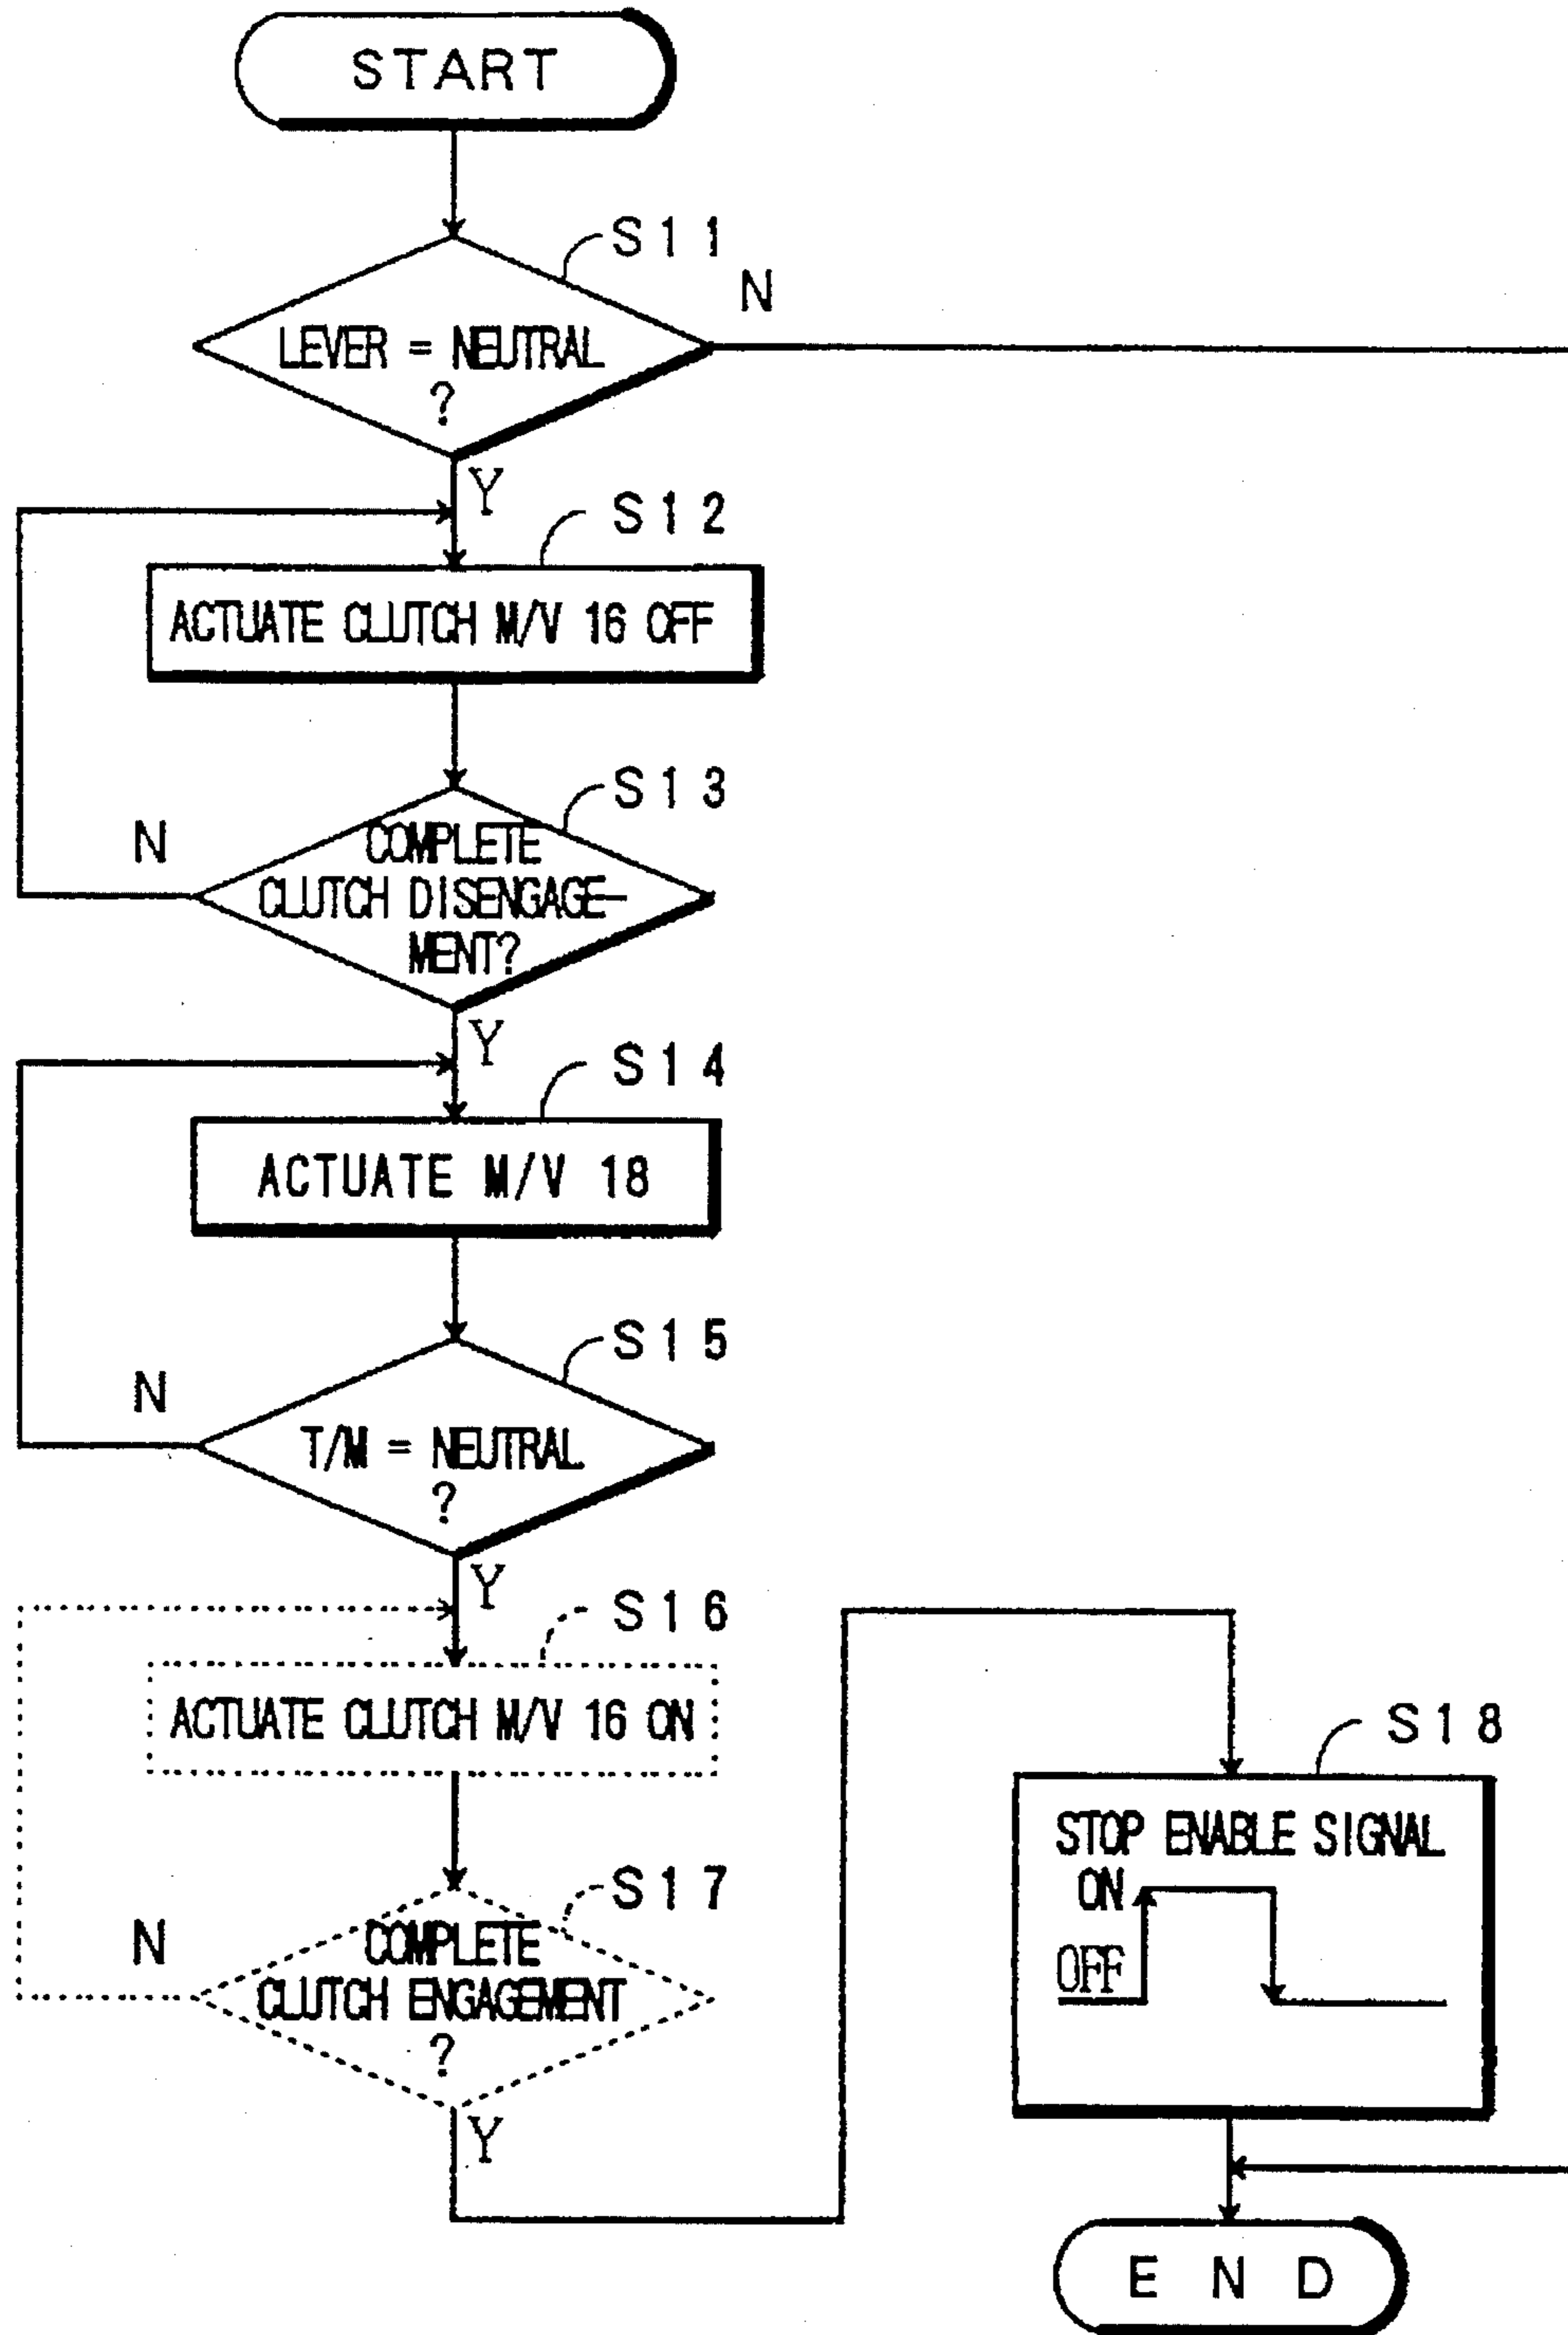 START
S11
N
LEVER = NEUTRAL
?
Y
S12
ACTUATE CLUTCH M/V 16 OFF
S13
N
COMPLETE
CLUTCH DISENGAGE-
MENT?
Y
S14
ACTUATE M/V 18
S15
N
T/M = NEUTRAL
?
Y
S16
ACTUATE CLUTCH M/V 16 ON
S17
N
COMPLETE
CLUTCH ENGAGEMENT
?
Y
S18
STOP ENABLE SIGNAL
ON
OFF
END